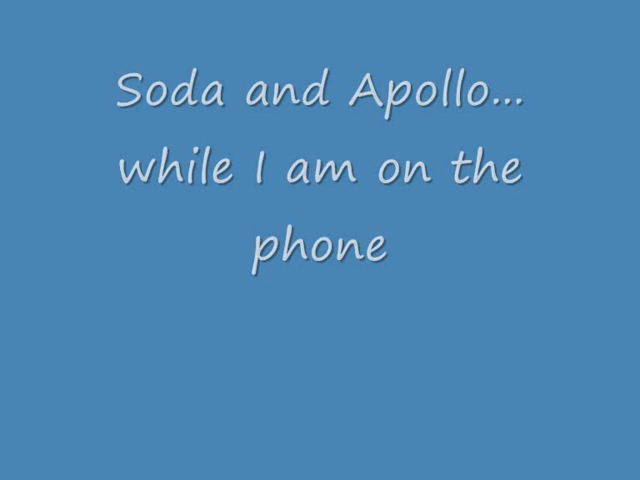 Soda and Apollo...
while I am on the
phone